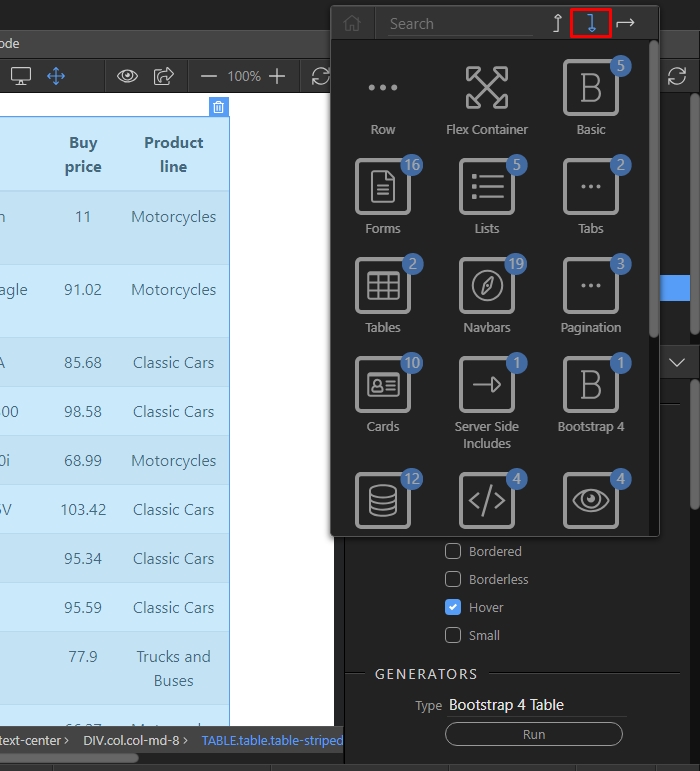 Search
ode
100%
5
Row
Flex Container
Basic
16
5
2
Forms
Lists
Tabs
2
19
3
Tables
Navbars
Pagination
10
1
1
Cards
Server Side
Includes
Bootstrap 4
12
4
4
Buy
price
Product
line
n
11
Motorcycles
agle
91.02
Motorcycles
A
85.68
Classic Cars
500
98.58
Classic Cars
0i
68.99
Motorcycles
5V
103.42
Classic Cars
95.34
Classic Cars
95.59
Classic Cars
77.9
Trucks and
Buses
Bordered
Borderless
Hover
Small
GENERATORS
Type Bootstrap 4 Table
Run
text-center › DIV.col.col-md-8 › TABLE.table.table-striped